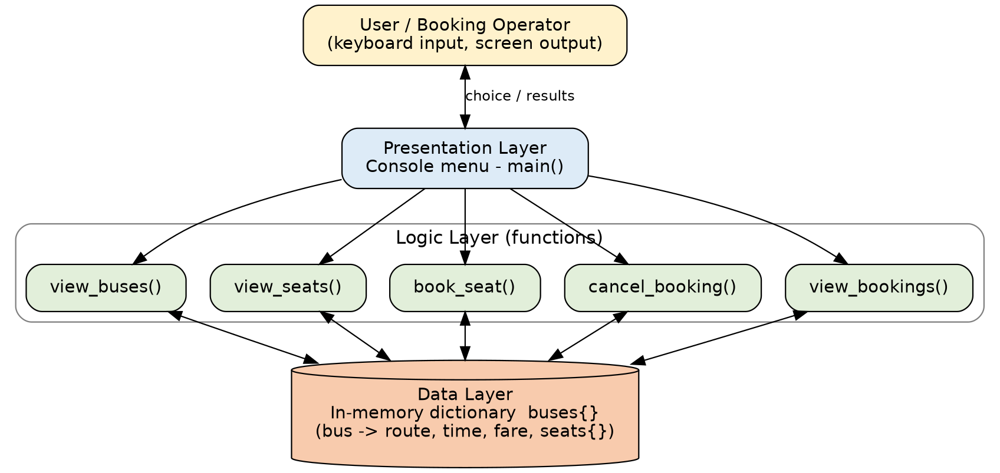 User / Booking Operator
(keyboard input, screen output)
choice / results
Presentation Layer
Console menu - main()
Logic Layer (functions)
view_buses()
view_seats()
book_seat()
cancel_booking()
view_bookings()
Data Layer
In-memory dictionary  buses{}
(bus -> route, time, fare, seats{})